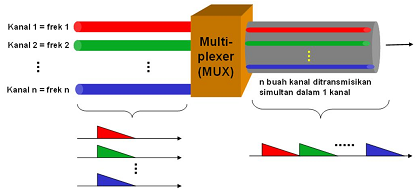 Kanal 1 = frek 1
Kanal 2 = frek 2
Kanal n = frek n
Multi-
plexer
(MUX)
n buah kanal ditransmisikan
simultan dalam 1 kanal